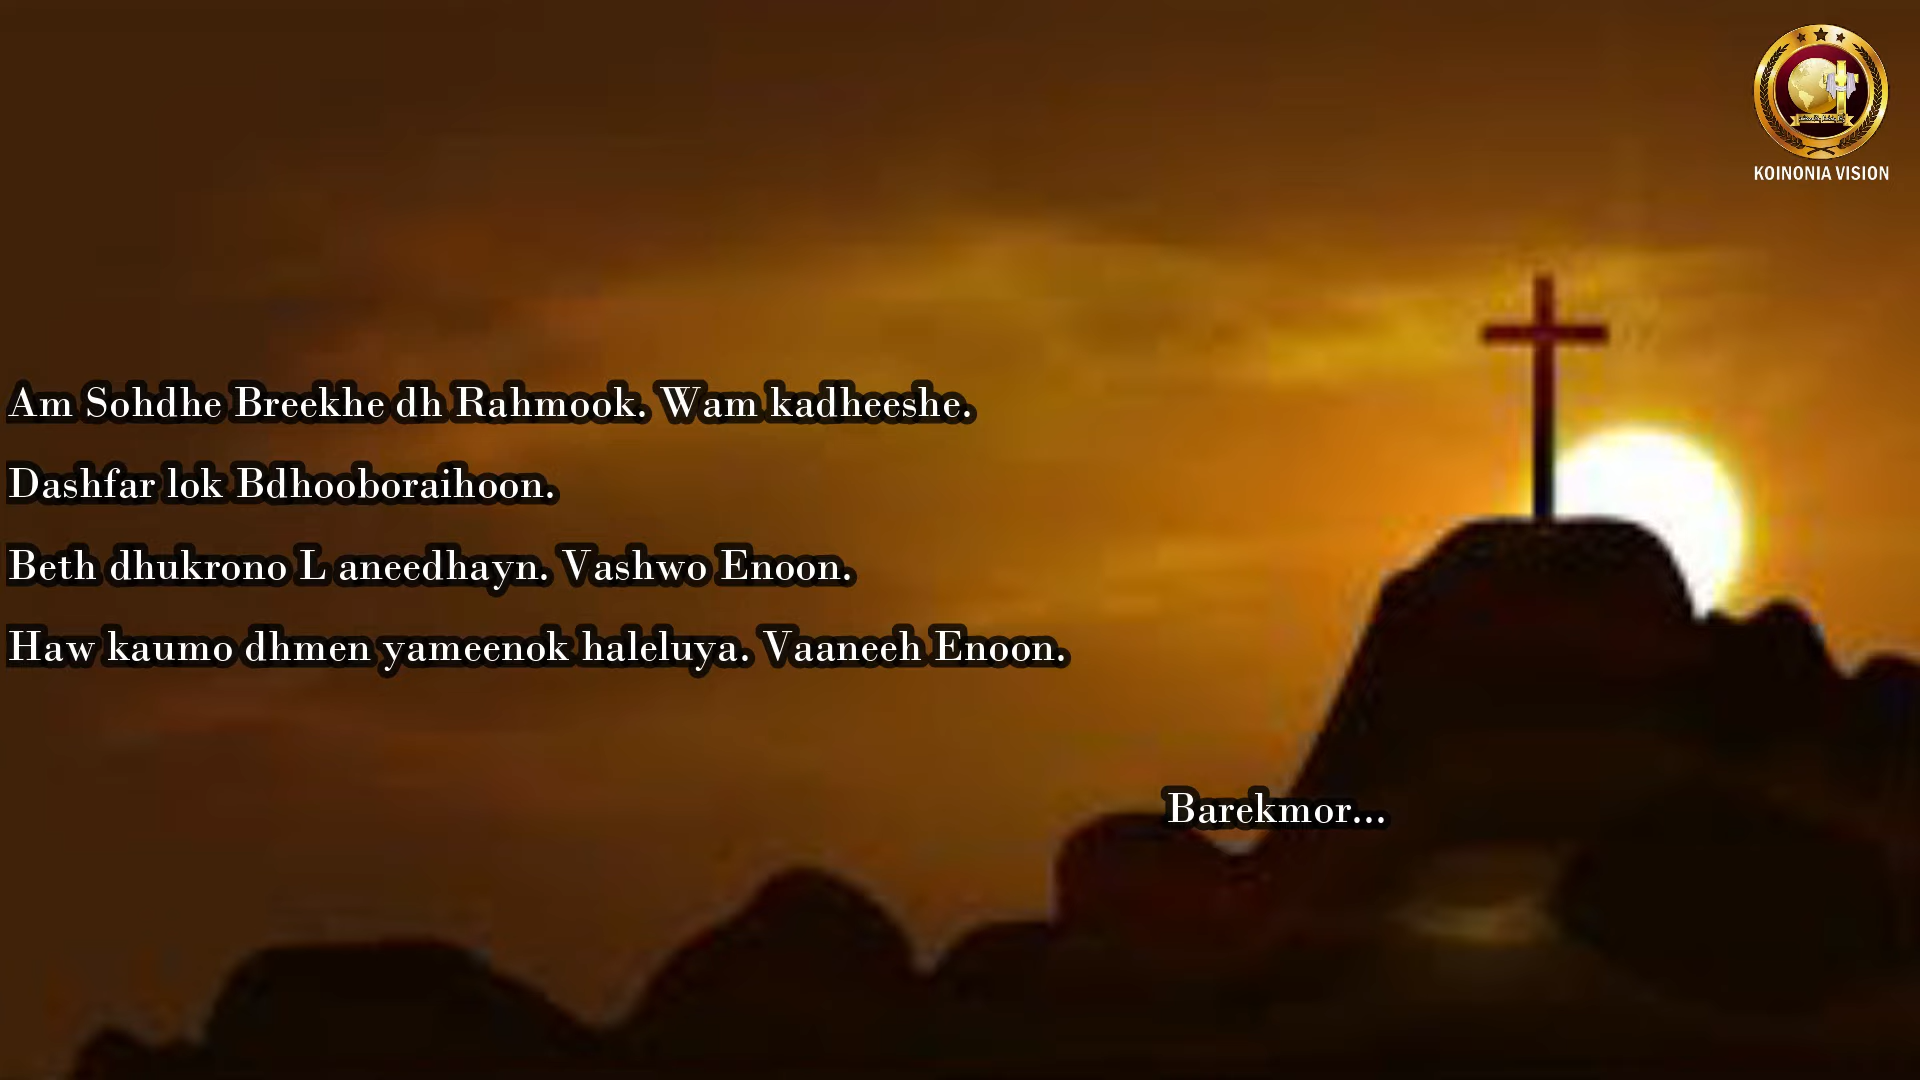 KOINONIA VISION
Am Sohdhe Breekhe dh Rahmook. Wam kadheeshe.
Dashfar lok Bdhooboraihoon.
Beth dhukrono L aneedhayn. Vashwo Enoon.
Haw kaumo dhmen yameenok haleluya. Vaaneeh Enoon.
Barekmor...